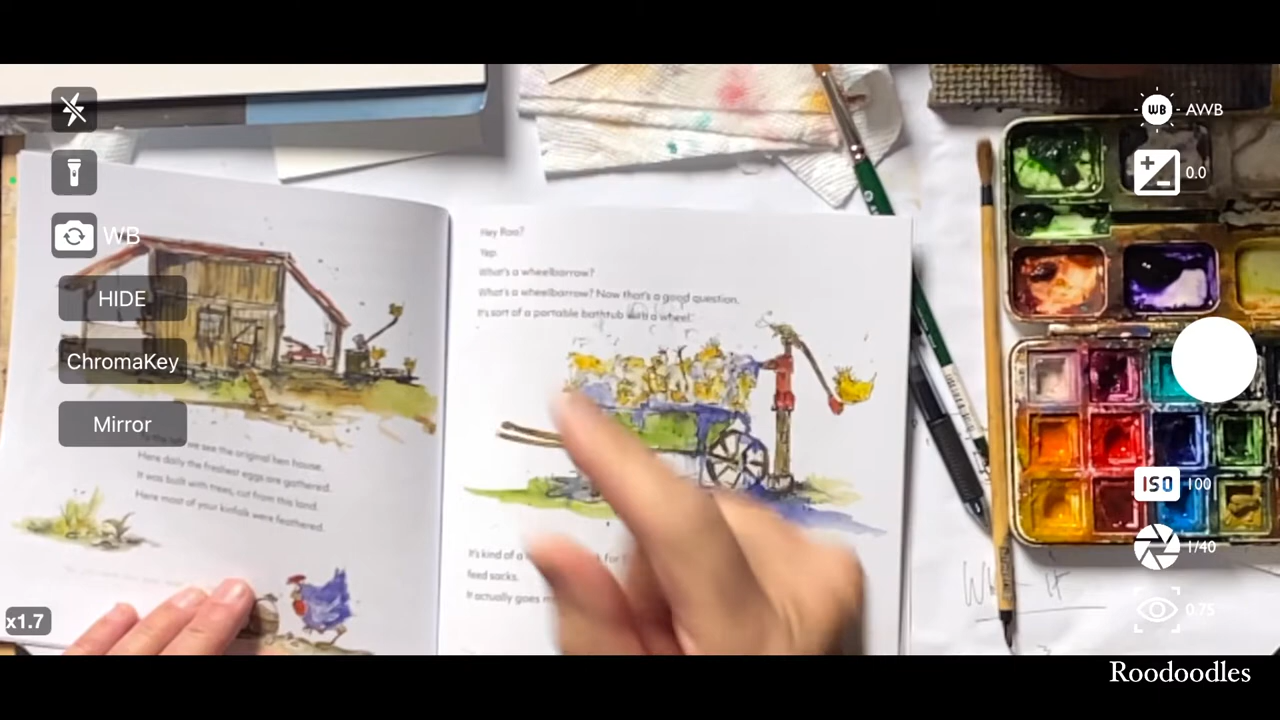 AWB
0.0
WB
HIDE
ChromaKey
Mirror
x1.7
ISO 100
1/40
0.75
we see the original hen house.
Here daily the freshest eggs are gathered.
It was built with trees, cut from this land.
Here most of your kinfolk were feathered.
Hey Roo?
Yep.
What's a wheelbarrow?
What's a wheelbarrow? Now that's a good question.
It's sort of a portable bathtub with a wheel.
It's kind of a
feed sacks.
It actually goes
Roodoodles